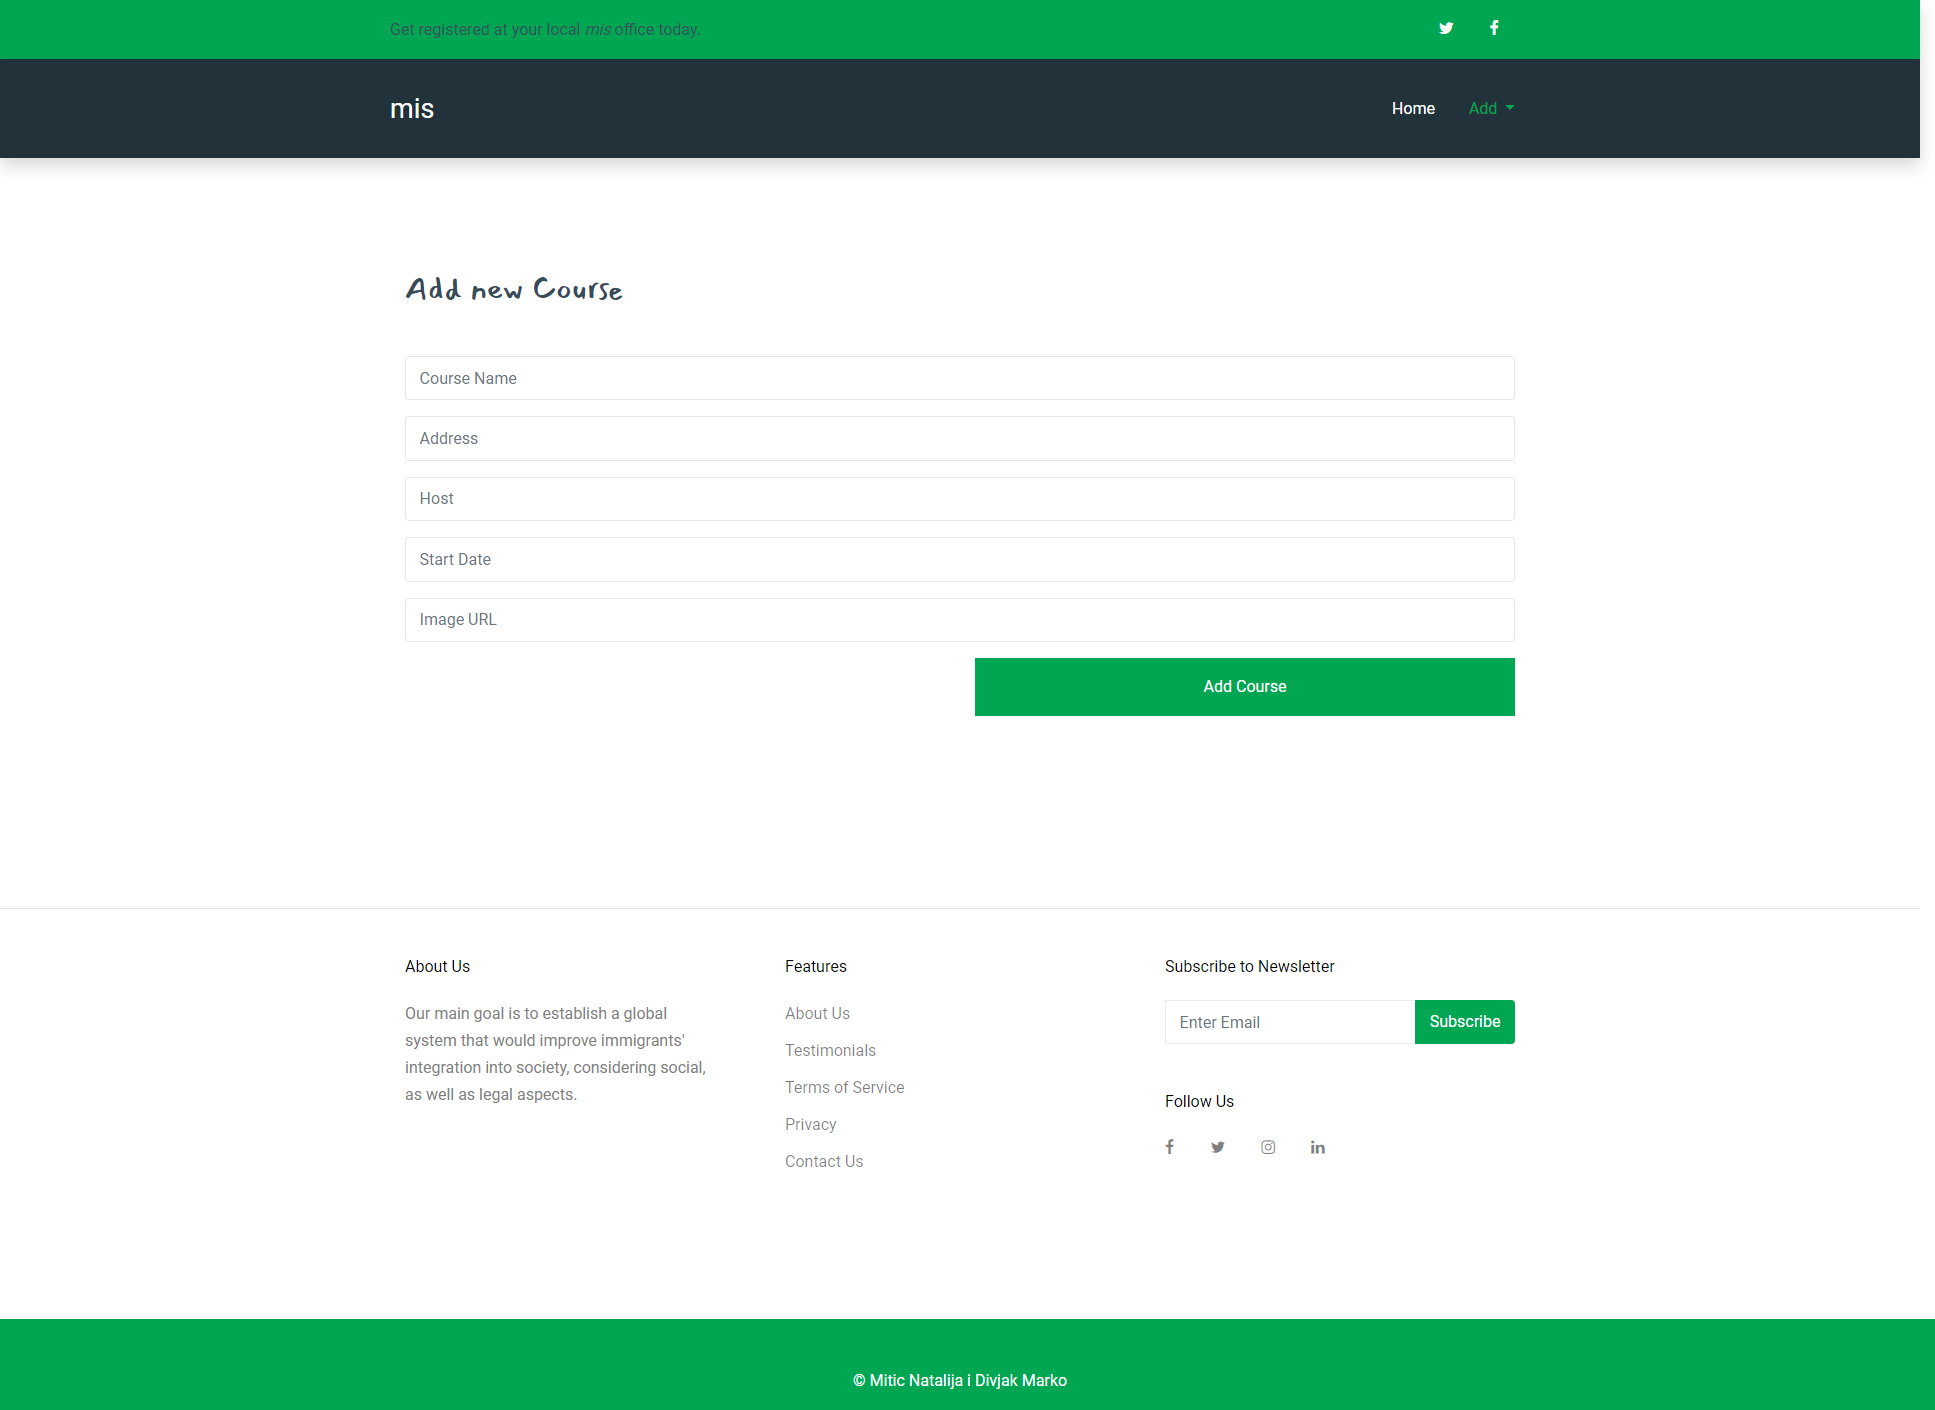 Get registered at your local mis office today.
mis
Home
Add
Add new Course
Course Name
Address
Host
Start Date
Image URL
Add Course
About Us
Our main goal is to establish a global
system that would improve immigrants'
integration into society, considering social,
as well as legal aspects.
Features
About Us
Testimonials
Terms of Service
Privacy
Contact Us
Subscribe to Newsletter
Enter Email
Subscribe
Follow Us
© Mitic Natalija i Divjak Marko